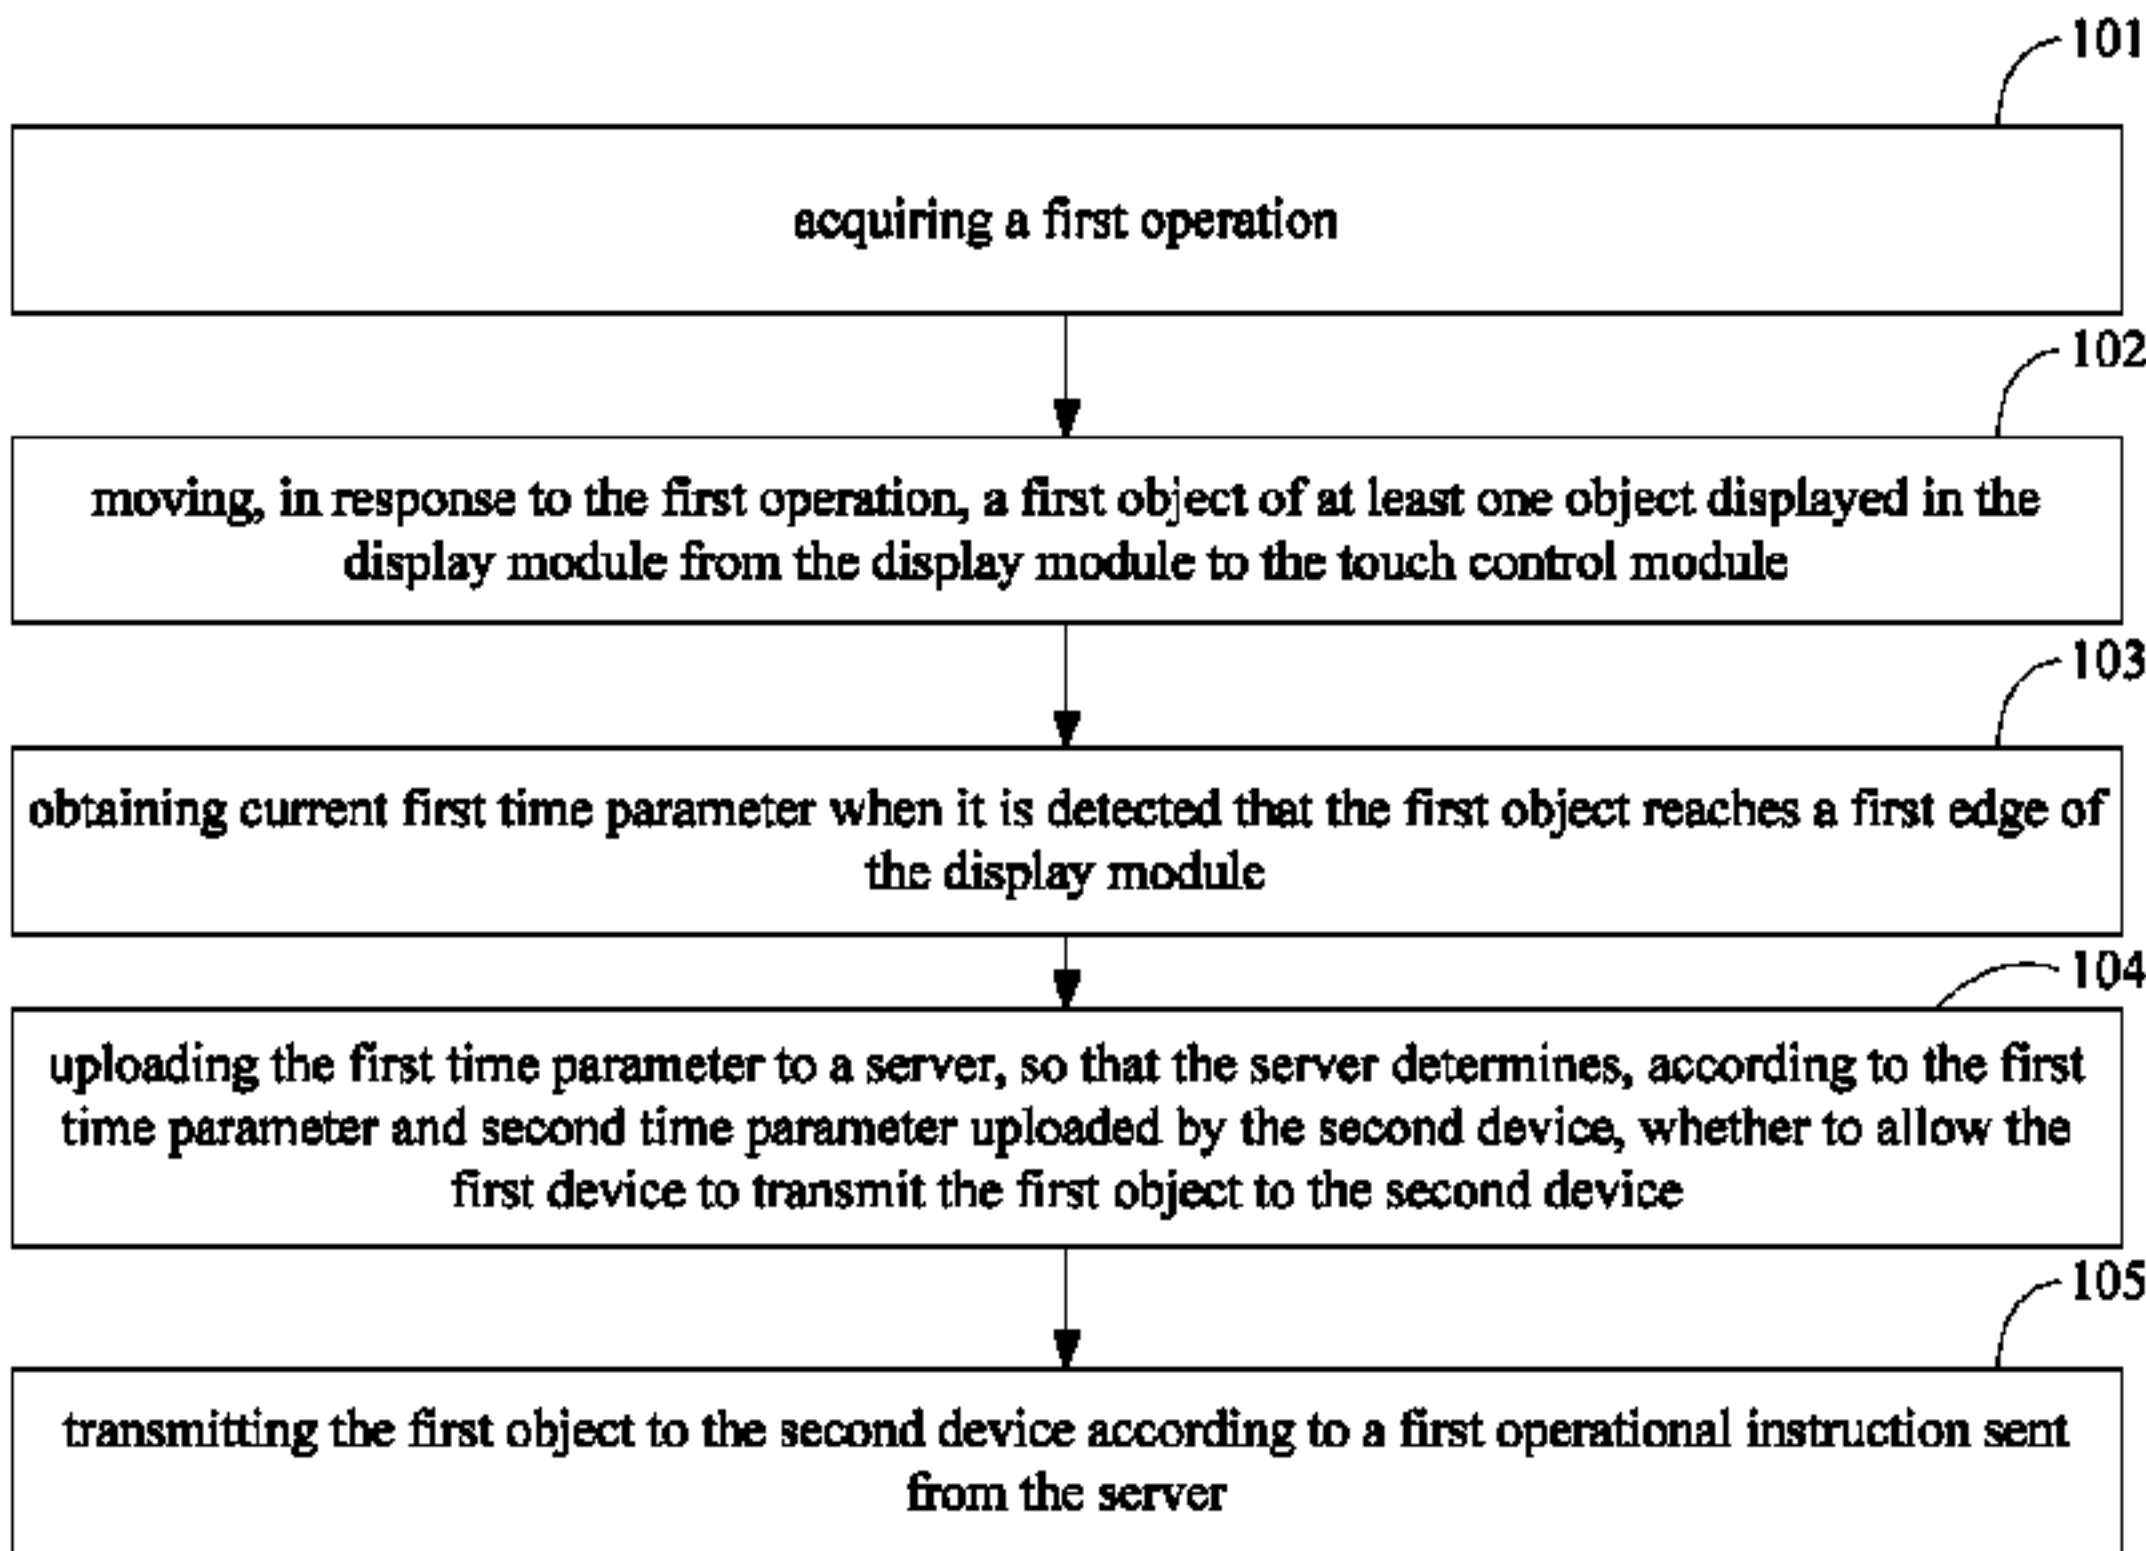 101
acquiring a first operation
102
moving, in response to the first operation, a first object of at least one object displayed in the
display module from the display module to the touch control module
103
obtaining current first time parameter when it is detected that the first object reaches a first edge of
the display module
104
uploading the first time parameter to a server, so that the server determines, according to the first
time parameter and second time parameter uploaded by the second device, whether to allow the
first device to transmit the first object to the second device
105
transmitting the first object to the second device according to a first operational instruction sent
from the server